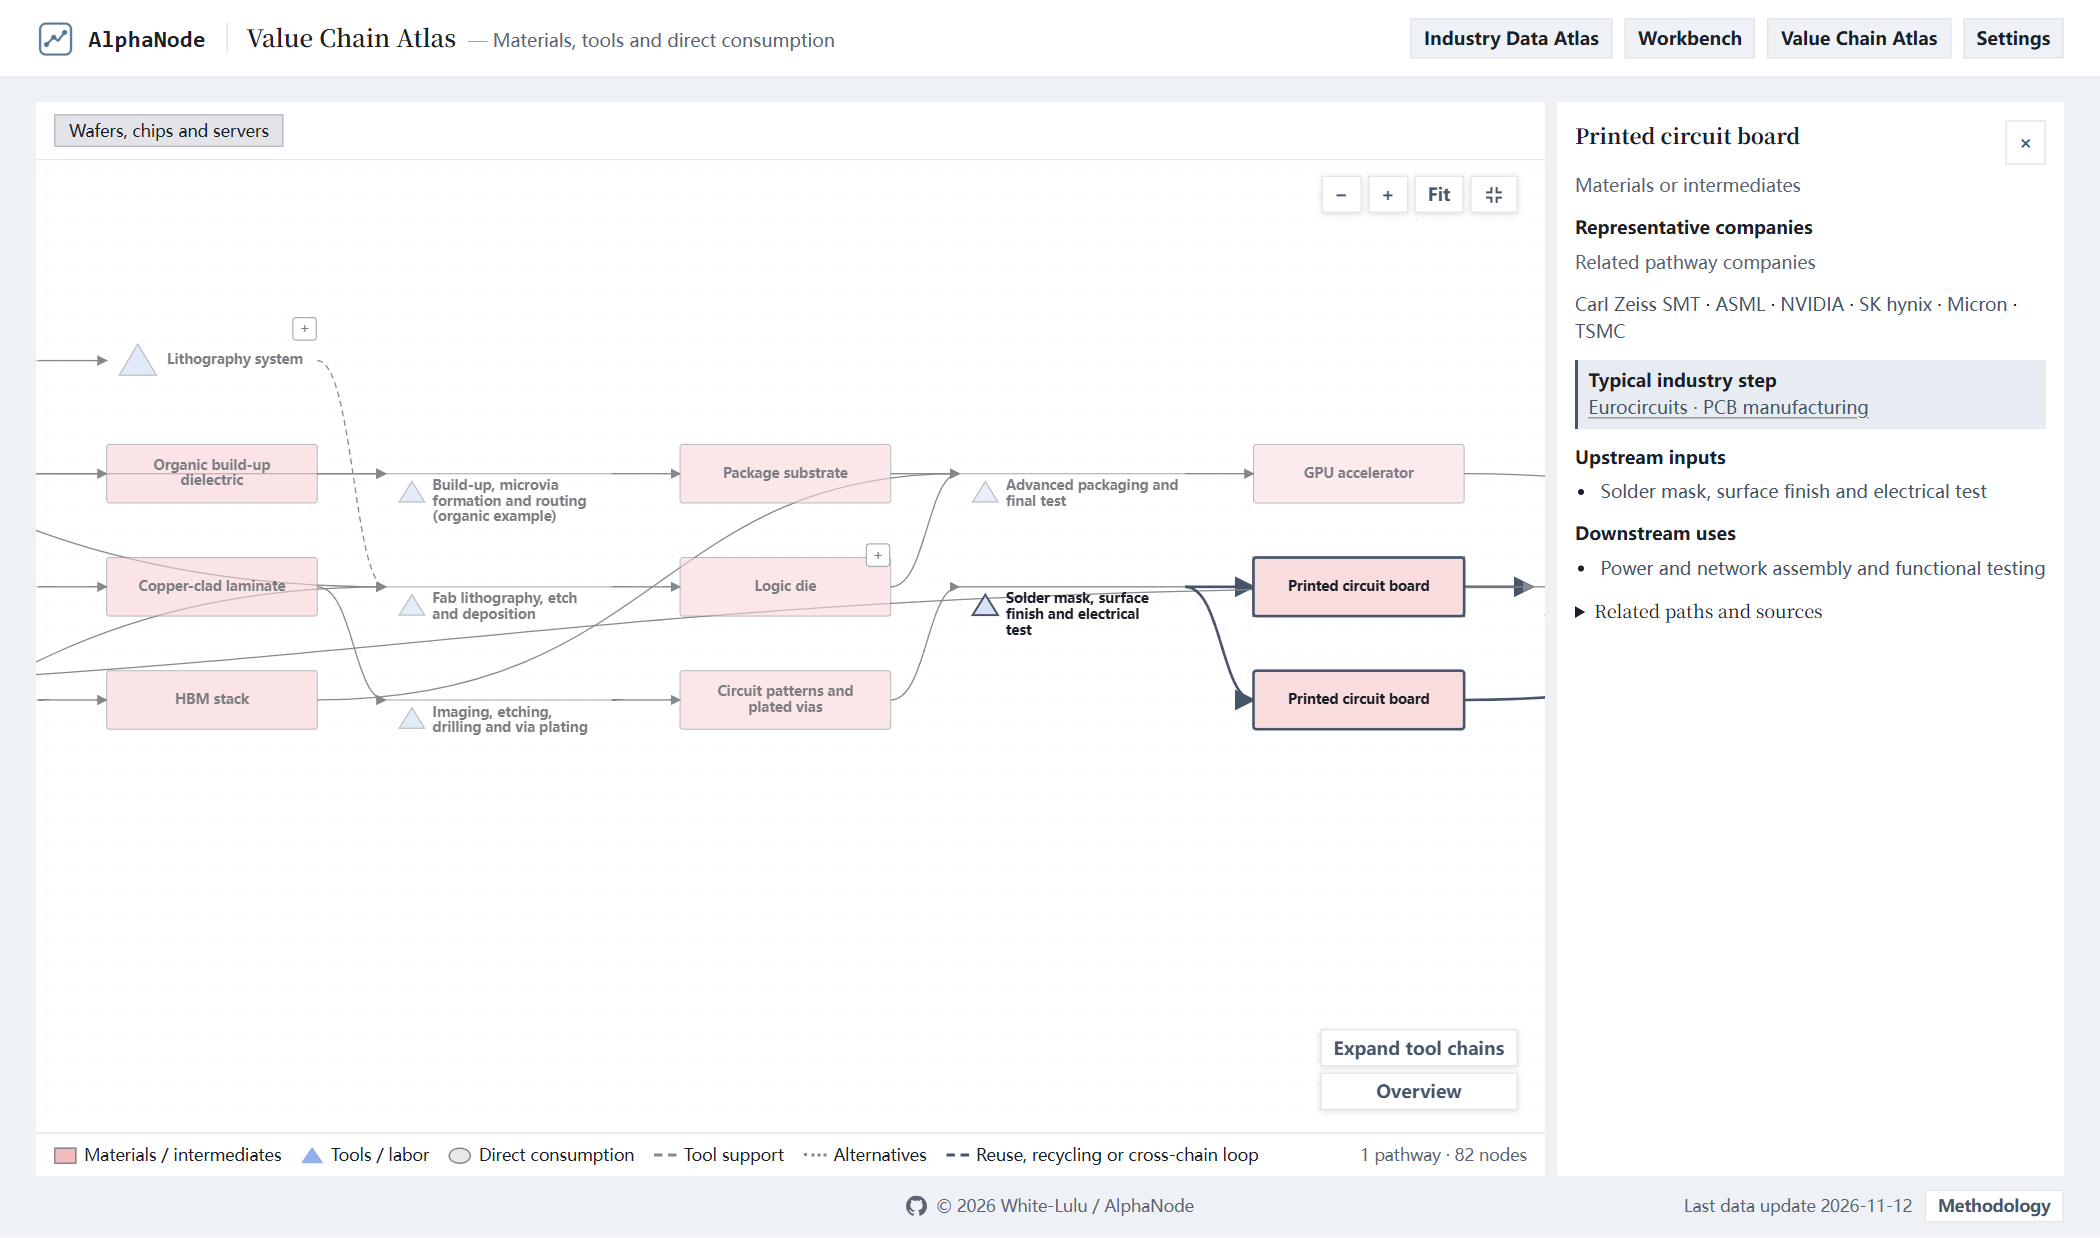 AlphaNode
Value Chain Atlas — Materials, tools and direct consumption
Industry Data Atlas
Workbench
Value Chain Atlas
Settings
Wafers, chips and servers
−
+
Fit
+
Lithography system
Organic build-up
dielectric
Build-up, microvia
formation and routing
(organic example)
Package substrate
Advanced packaging and
final test
GPU accelerator
Copper-clad laminate
Fab lithography, etch
and deposition
+
Logic die
Solder mask, surface
finish and electrical
test
Printed circuit board
HBM stack
Imaging, etching,
drilling and via plating
Circuit patterns and
plated vias
Printed circuit board
Expand tool chains
Overview
Materials / intermediates
Tools / labor
Direct consumption
Tool support
Alternatives
Reuse, recycling or cross-chain loop
1 pathway · 82 nodes
Printed circuit board
×
Materials or intermediates
Representative companies
Related pathway companies
Carl Zeiss SMT · ASML · NVIDIA · SK hynix · Micron ·
TSMC
Typical industry step
Eurocircuits · PCB manufacturing
Upstream inputs
• Solder mask, surface finish and electrical test
Downstream uses
• Power and network assembly and functional testing
Related paths and sources
© 2026 White-Lulu / AlphaNode
Last data update 2026-11-12
Methodology